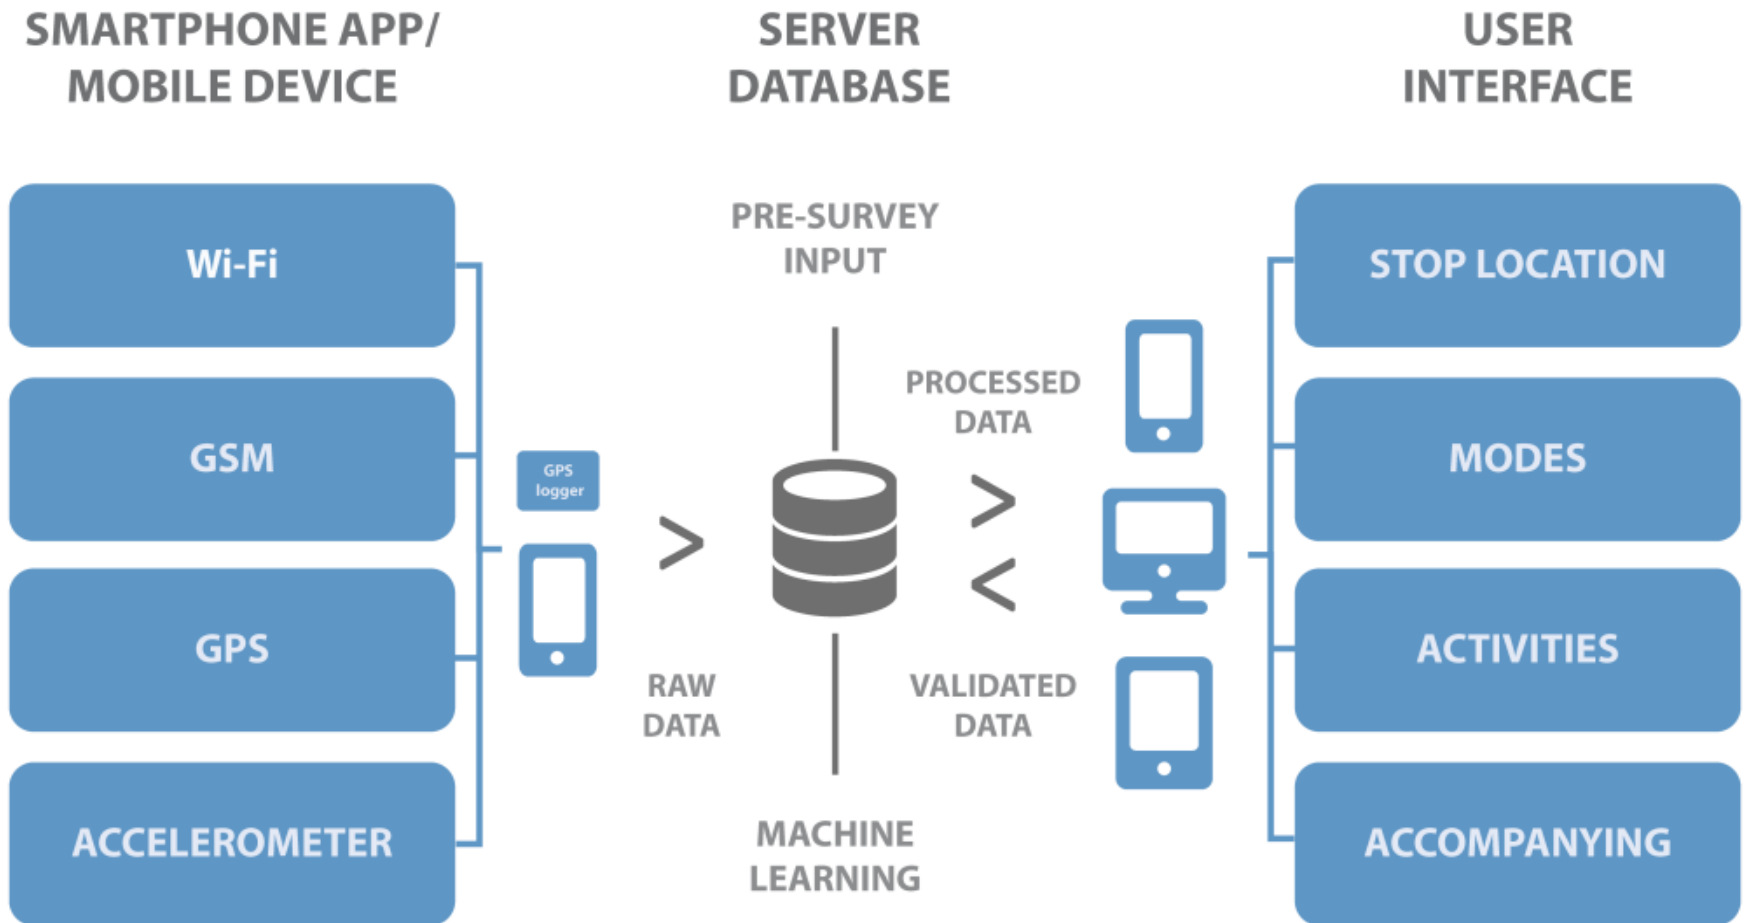 SMARTPHONE APP/
MOBILE DEVICE
SERVER
DATABASE
USER
INTERFACE
Wi-Fi
GSM
GPS
ACCELEROMETER
GPS
logger
RAW
DATA
PRE-SURVEY
INPUT
MACHINE
LEARNING
PROCESSED
DATA
>
>
<
VALIDATED
DATA
STOP LOCATION
MODES
ACTIVITIES
ACCOMPANYING